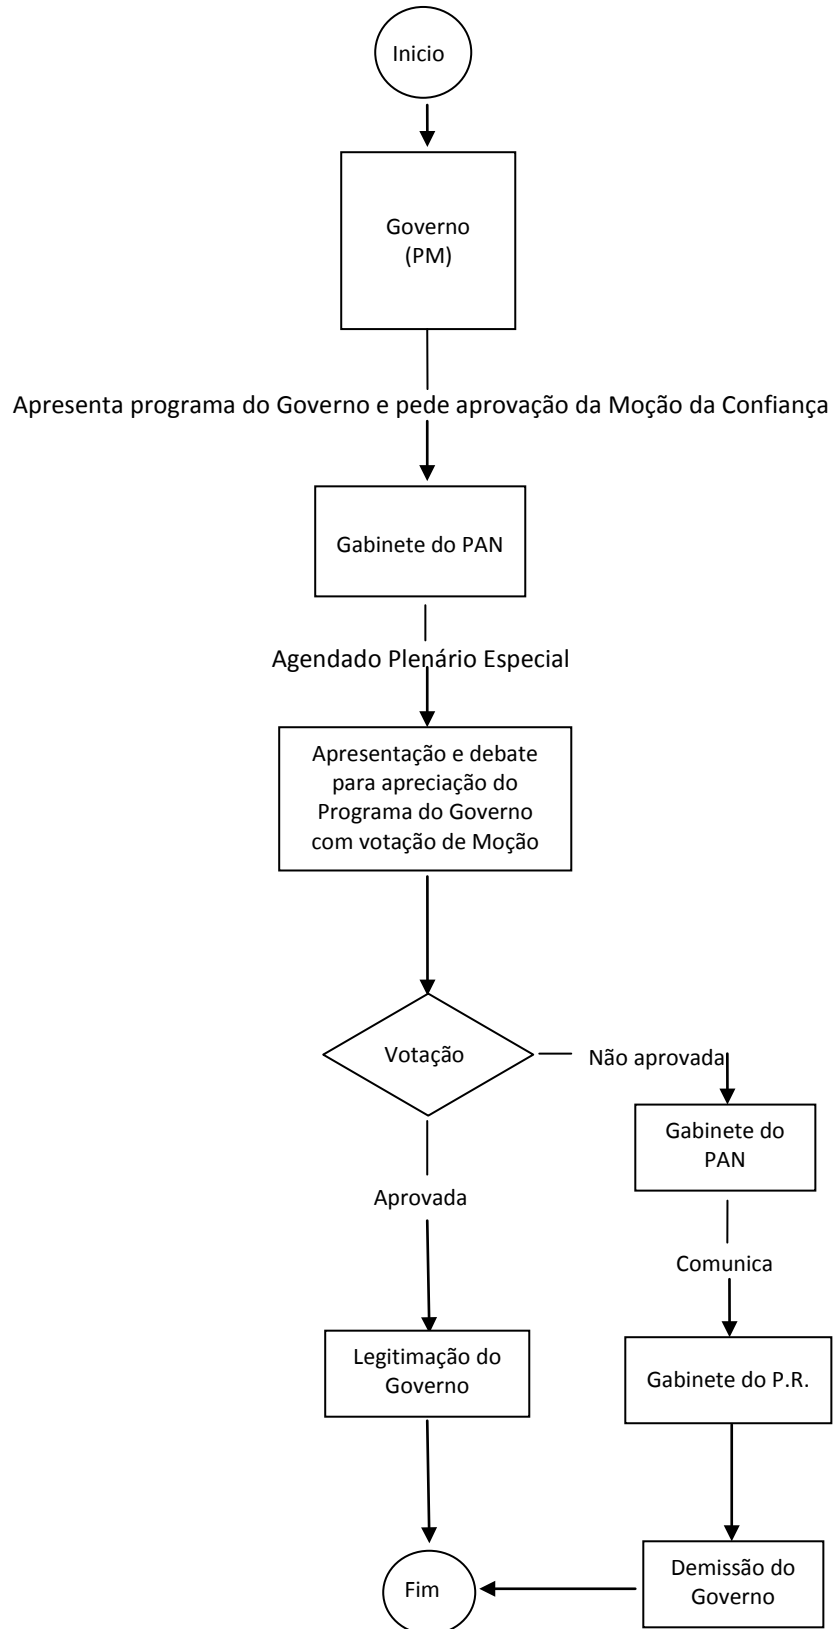 Inicio
Governo
(PM)
Apresenta programa do Governo e pede aprovação da Moção da Confiança
Gabinete do PAN
Agendado Plenário Especial
Apresentação e debate
para apreciação do
Programa do Governo
com votação de Moção
Votação
Não aprovada
Gabinete do
PAN
Aprovada
Comunica
Legitimação do
Governo
Gabinete do P.R.
Demissão do
Governo
Fim